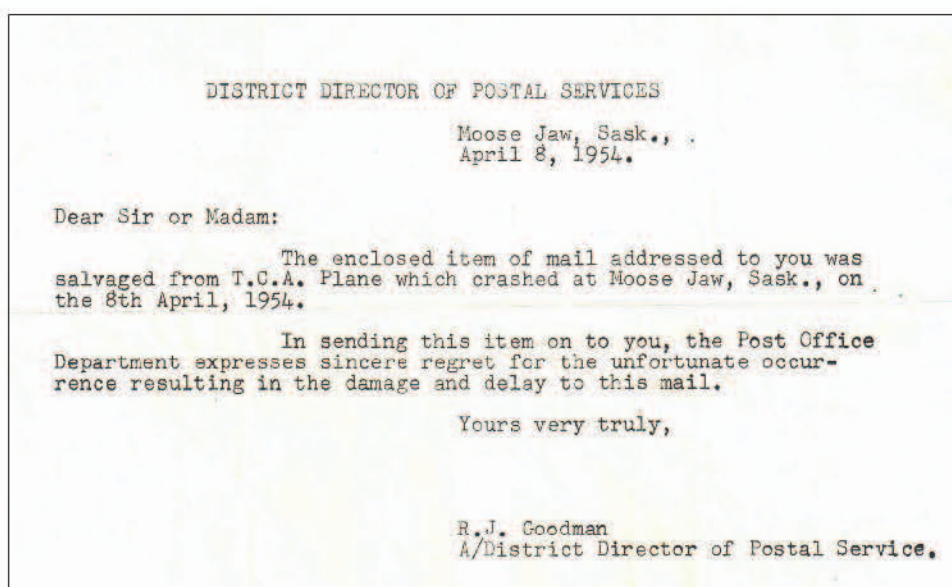 DISTRICT DIRECTOR OF POSTAL SERVICES
Moose Jaw, Sask.,
April 8, 1954.
Dear Sir or Madam:
The enclosed item of mail addressed to you was
salvaged from T.C.A. Plane which crashed at Moose Jaw, Sask., on
the 8th April, 1954.
In sending this item on to you, the Post Office
Department expresses sincere regret for the unfortunate occur-
rence resulting in the damage and delay to this mail.
Yours very truly,
R.J. Goodman
A/District Director of Postal Service.